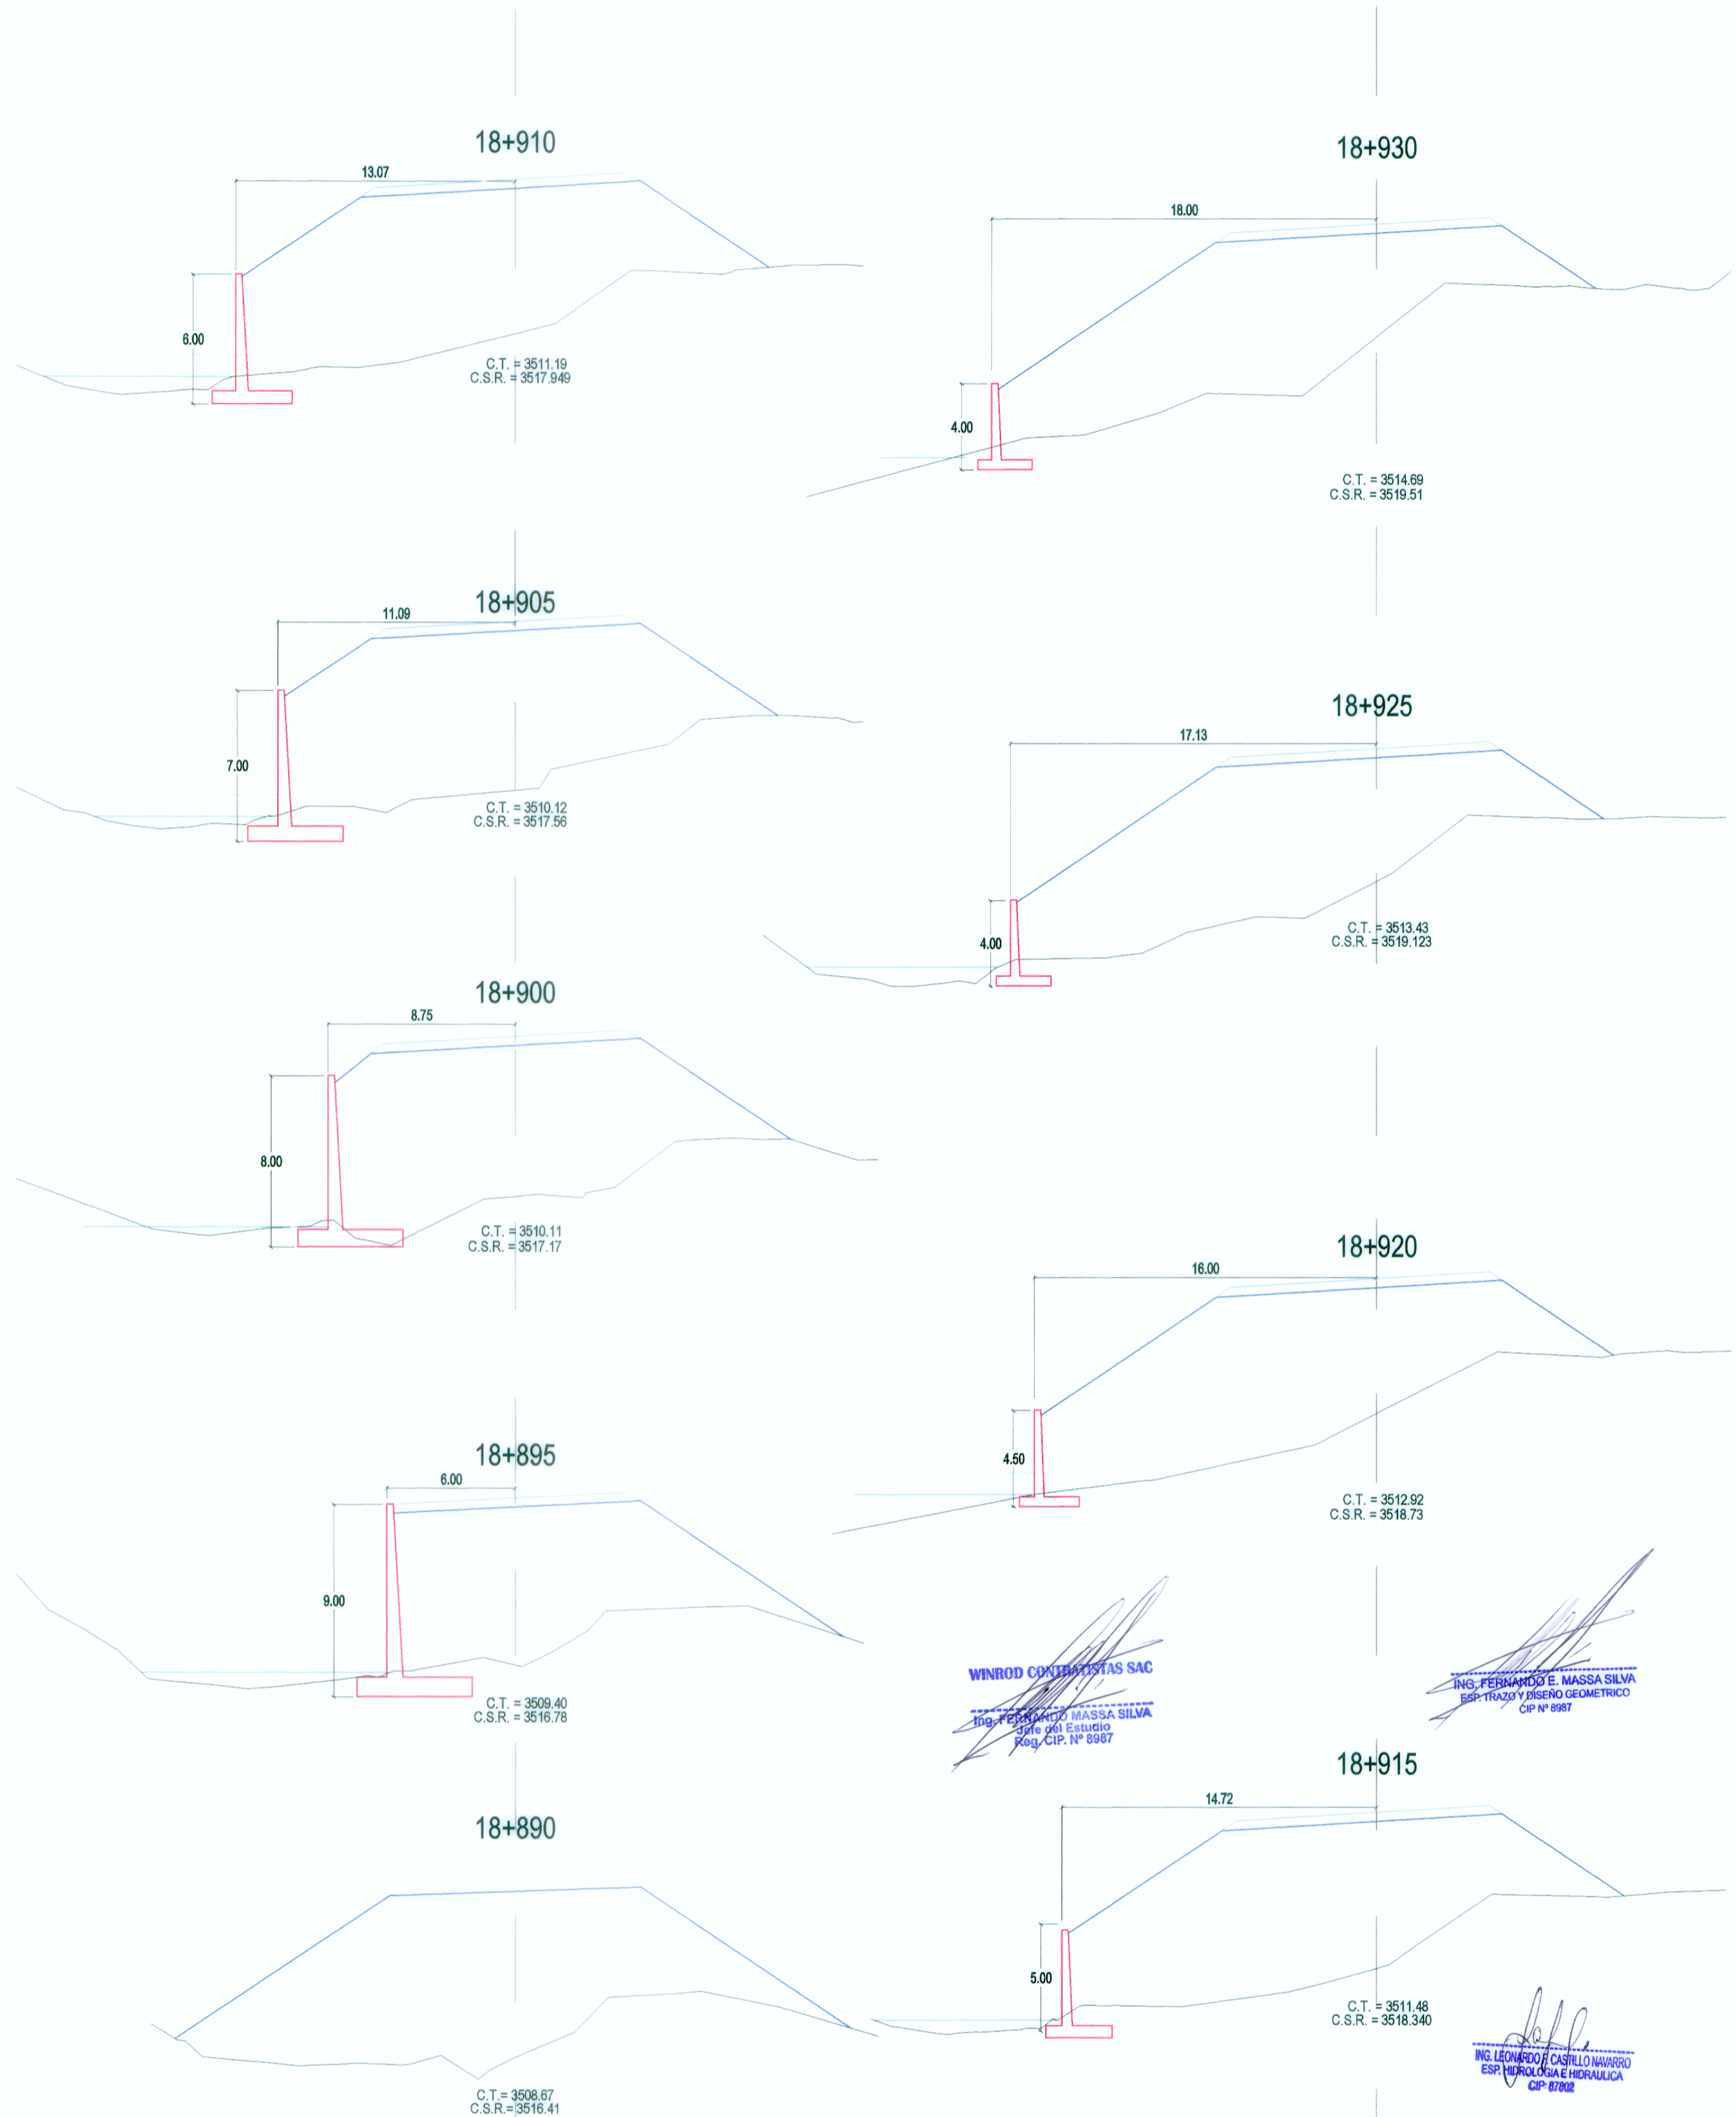 18+910
13.07
6.00
C.T. = 3511.19
C.S.R. = 3517.949
18+905
11.09
7.00
C.T. = 3510.12
C.S.R. = 3517.56
18+900
8.75
8.00
C.T. = 3510.11
C.S.R. = 3517.17
18+895
6.00
9.00
C.T. = 3509.40
C.S.R. = 3516.78
18+890
C.T.= 3508.67
C.S.R.= 3516.41
18+930
18.00
4.00
C.T. = 3514.69
C.S.R. = 3519.51
18+925
17.13
4.00
C.T. = 3513.43
C.S.R. = 3519.123
18+920
16.00
4.50
C.T. = 3512.92
C.S.R. = 3518.73
WINROD CONTRATISTAS SAC
Ing. FERNANDO MASSA SILVA
Jefe del Estudio
Reg. CIP. Nº 8987
ING. FERNANDO E. MASSA SILVA
ESP. TRAZO Y DISEÑO GEOMETRICO
CIP Nº 8987
18+915
14.72
5.00
C.T. = 3511.48
C.S.R. = 3518.340
ING. LEONARDO F. CASTILLO NAVARRO
ESP. HIDROLOGIA E HIDRAULICA
CIP: 87802